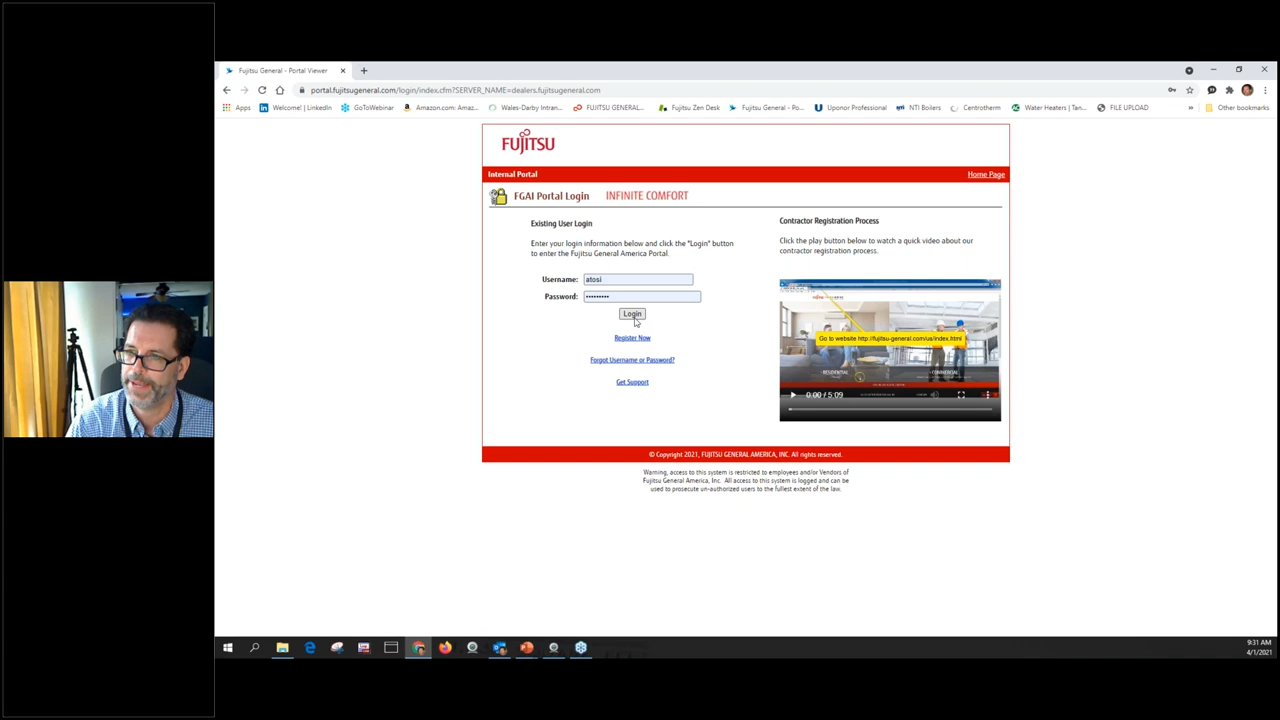 Fujitsu General - Portal Viewer
portal.fujitsugeneral.com/login/index.cfm?SERVER_NAME=dealers.fujitsugeneral.com
Apps Welcome! | LinkedIn GoToWebinar Amazon.com: Amaz... Wales-Darby Intran... FUJITSU GENERAL... Fujitsu Zen Desk Fujitsu General - Po... Uponor Professional NTI Boilers Centrotherm Water Heaters | Tan... FILE UPLOAD » Other bookmarks
FUJITSU
Internal Portal Home Page
FGAI Portal Login INFINITE COMFORT
Existing User Login
Enter your login information below and click the "Login" button
to enter the Fujitsu General America Portal.
Username: atosi
Password: •••••••••
Login
Register Now
Forgot Username or Password?
Get Support
Contractor Registration Process
Click the play button below to watch a quick video about our
contractor registration process.
Go to website http://fujitsu-general.com/us/index.html
RESIDENTIAL COMMERCIAL
0:00 / 5:09
© Copyright 2021, FUJITSU GENERAL AMERICA, INC. All rights reserved.
Warning, access to this system is restricted to employees and/or Vendors of
Fujitsu General America, Inc. All access to this system is logged and can be
used to prosecute un-authorized users to the fullest extent of the law.
9:31 AM
4/1/2021